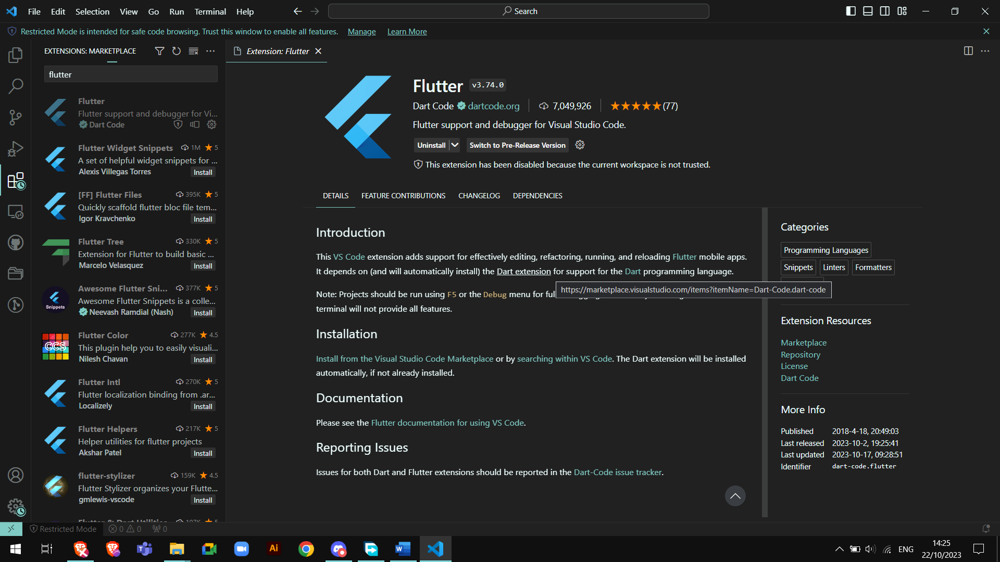 File Edit Selection View Go Run Terminal Help
Search
Restricted Mode is intended for safe code browsing. Trust this window to enable all features. Manage Learn More
EXTENSIONS: MARKETPLACE
flutter
Flutter
Flutter support and debugger for Vi...
Dart Code
Flutter Widget Snippets 1M 5
A set of helpful widget snippets for ...
Alexis Villegas Torres Install
[FF] Flutter Files 395K 5
Quickly scaffold flutter bloc file tem...
Igor Kravchenko Install
Flutter Tree 330K 5
Extension for Flutter to build basic ...
Marcelo Velasquez Install
Snippets
Awesome Flutter Sni... 377K 5
Awesome Flutter Snippets is a colle...
Neevash Ramdial (Nash) Install
CCS
Flutter Color 277K 4.5
This plugin help you to easily visuali...
Nilesh Chavan Install
Flutter Intl 270K 5
Flutter localization binding from .ar...
Localizely Install
Flutter Helpers 217K 5
Helper utilities for flutter projects
Akshar Patel Install
flutter-stylizer 159K 4.5
Flutter Stylizer organizes your Flutte...
gmlewis-vscode Install
Extension: Flutter
Flutter v3.74.0
Dart Code dartcode.org 7,049,926 (77)
Flutter support and debugger for Visual Studio Code.
Uninstall Switch to Pre-Release Version
This extension has been disabled because the current workspace is not trusted.
DETAILS FEATURE CONTRIBUTIONS CHANGELOG DEPENDENCIES
Introduction
This VS Code extension adds support for effectively editing, refactoring, running, and reloading Flutter mobile apps.
It depends on (and will automatically install) the Dart extension for support for the Dart programming language.
https://marketplace.visualstudio.com/items?itemName=Dart-Code.dart-code
Note: Projects should be run using F5 or the Debug menu for
terminal will not provide all features.
Installation
Install from the Visual Studio Code Marketplace or by searching within VS Code. The Dart extension will be installed
automatically, if not already installed.
Documentation
Please see the Flutter documentation for using VS Code.
Reporting Issues
Issues for both Dart and Flutter extensions should be reported in the Dart-Code issue tracker.
Categories
Programming Languages
Snippets Linters Formatters
Extension Resources
Marketplace
Repository
License
Dart Code
More Info
Published 2018-4-18, 20:49:03
Last released 2023-10-2, 19:25:41
Last updated 2023-10-17, 09:28:51
Identifier dart-code.flutter
Restricted Mode 0 0 0
Ai
ENG
14:25
22/10/2023